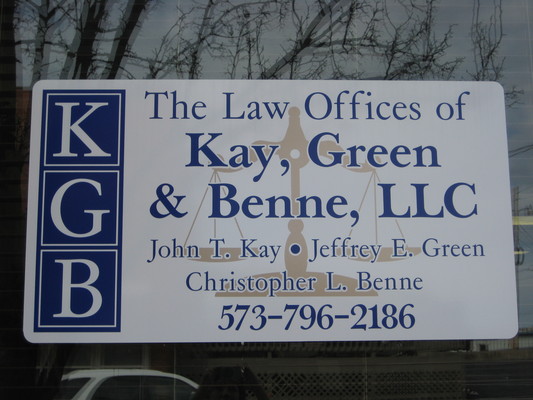 K
G
B
The Law Offices of
Kay, Green
& Benne, LLC
John T. Kay • Jeffrey E. Green
Christopher L. Benne
573-796-2186